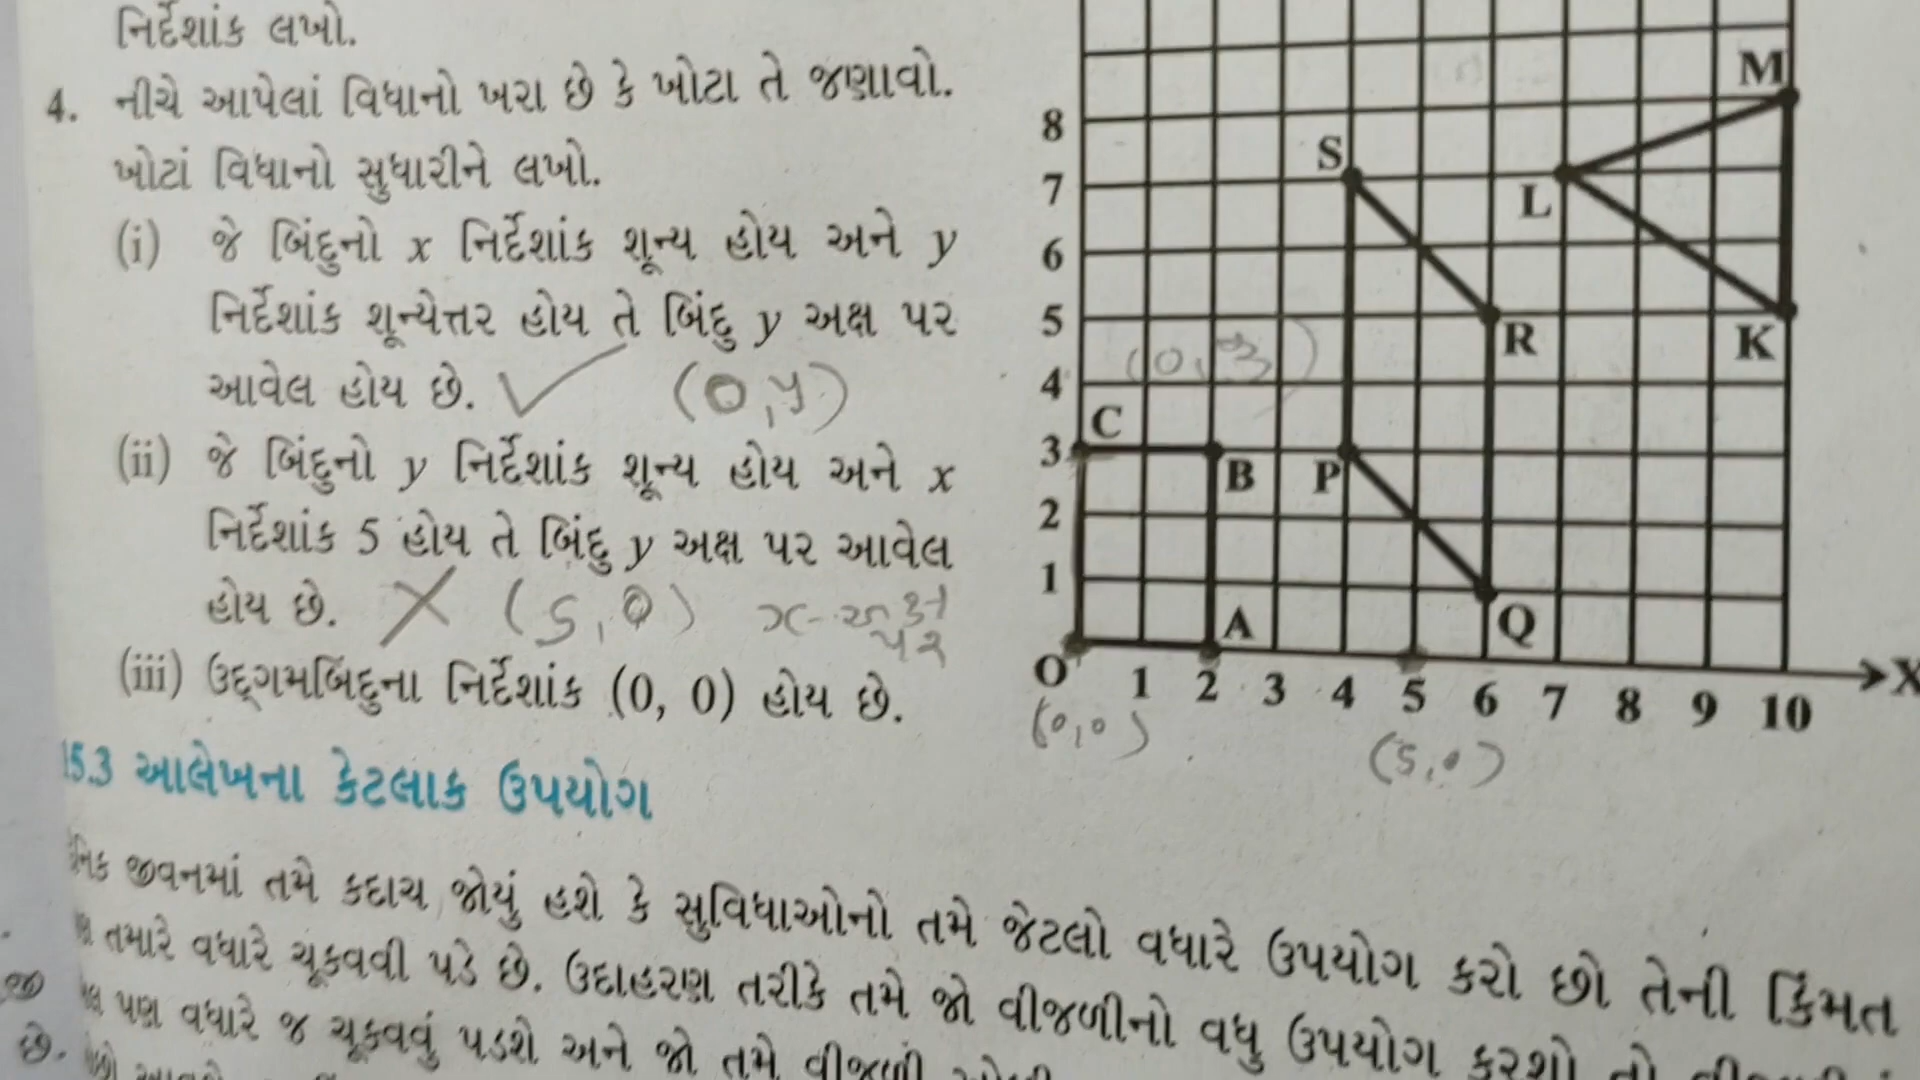 નિર્દેશાંક લખો.
4. નીચે આપેલાં વિધાનો ખરા છે કે ખોટા તે જણાવો.
ખોટાં વિધાનો સુધારીને લખો.
(i) જે બિંદુનો x નિર્દેશાંક શૂન્ય હોય અને y
નિર્દેશાંક શૂન્યેત્તર હોય તે બિંદુ y અક્ષ પર
આવેલ હોય છે. ✓ (0,y)
(ii) જે બિંદુનો y નિર્દેશાંક શૂન્ય હોય અને x
નિર્દેશાંક 5 હોય તે બિંદુ y અક્ષ પર આવેલ
હોય છે. X (5,0) x-અક્ષ
પર
(iii) ઉદ્ગમબિંદુના નિર્દેશાંક (0, 0) હોય છે.
M
8
S
7
L
6
5
R
K
(0,3)
4
C
3
B
P
2
1
A
Q
O 1 2 3 4 5 6 7 8 9 10 X
(0,0)
(5,0)
15.3 આલેખના કેટલાક ઉપયોગ
જીવનમાં તમે કદાચ જોયું હશે કે સુવિધાઓનો તમે જેટલો વધારે ઉપયોગ કરો છો તેની કિંમત
તમારે વધારે ચૂકવવી પડે છે. ઉદાહરણ તરીકે તમે જો વીજળીનો વધુ ઉપયોગ કરશો તો
પણ વધારે જ ચૂકવવું પડશે અને જો તમે વીજળી
છે.